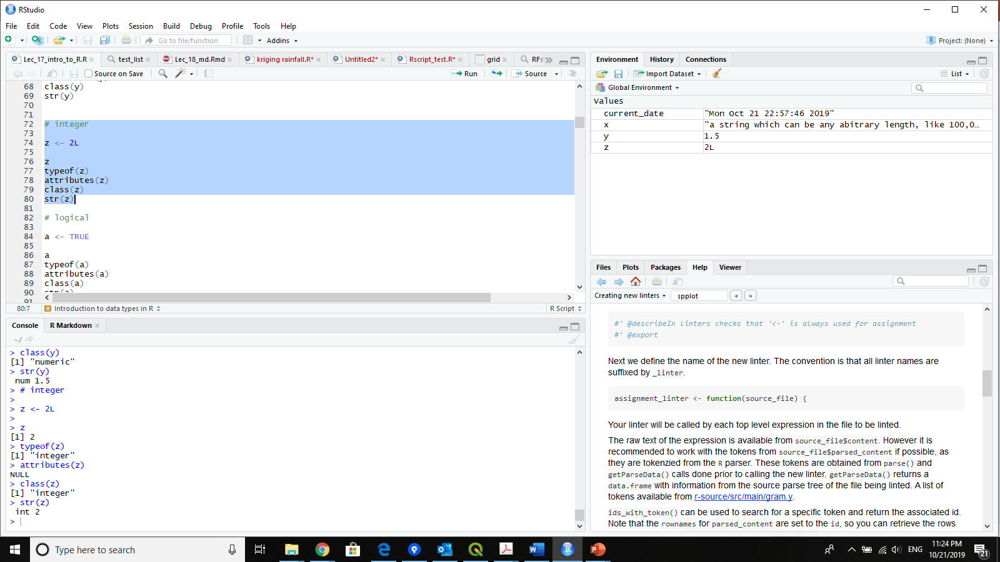 RStudio
File Edit Code View Plots Session Build Debug Profile Tools Help
Go to file/function Addins Project: (None)
Lec_17_intro_to_R.R test_list Lec_18_md.Rmd kriging rainfall.R* Untitled2* Rscript_test.R* grid RFs
Source on Save Run Source
68 class(y)
69 str(y)
70
71
72 # integer
73
74 z <- 2L
75
76 z
77 typeof(z)
78 attributes(z)
79 class(z)
80 str(z)
81
82 # logical
83
84 a <- TRUE
85
86 a
87 typeof(a)
88 attributes(a)
89 class(a)
90 str(a)
91
80:7 # Introduction to data types in R R Script
Console R Markdown
~/
> class(y)
[1] "numeric"
> str(y)
num 1.5
> # integer
>
> z <- 2L
>
> z
[1] 2
> typeof(z)
[1] "integer"
> attributes(z)
NULL
> class(z)
[1] "integer"
> str(z)
int 2
>
Environment History Connections
Import Dataset List
Global Environment
Values
current_date "Mon Oct 21 22:57:46 2019"
x "a string which can be any abitrary length, like 100,0…
y 1.5
z 2L
Files Plots Packages Help Viewer
Creating new linters spplot < >
#' @describeIn linters checks that '<-' is always used for assignment
#' @export
Next we define the name of the new linter. The convention is that all linter names are
suffixed by _linter.
assignment_linter <- function(source_file) {
Your linter will be called by each top level expression in the file to be linted.
The raw text of the expression is available from source_file$content. However it is
recommended to work with the tokens from source_file$parsed_content if possible, as
they are tokenzied from the R parser. These tokens are obtained from parse() and
getParseData() calls done prior to calling the new linter. getParseData() returns a
data.frame with information from the source parse tree of the file being linted. A list of
tokens available from r-source/src/main/gram.y.
ids_with_token() can be used to search for a specific token and return the associated id.
Note that the rownames for parsed_content are set to the id, so you can retrieve the rows
Type here to search ENG 11:24 PM
10/21/2019 21